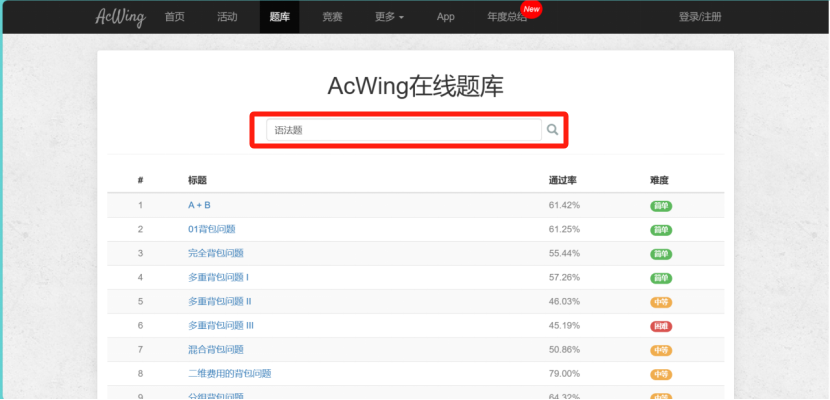 AcWing 首页 活动 题库 竞赛 更多 App 年度总结 New 登录/注册
AcWing在线题库
语法题
# 标题 通过率 难度
1 A + B 61.42% 简单
2 01背包问题 61.25% 简单
3 完全背包问题 55.44% 简单
4 多重背包问题 I 57.26% 简单
5 多重背包问题 II 46.03% 中等
6 多重背包问题 III 45.19% 困难
7 混合背包问题 50.86% 中等
8 二维费用的背包问题 79.00% 中等
9 分组背包问题 64.32%